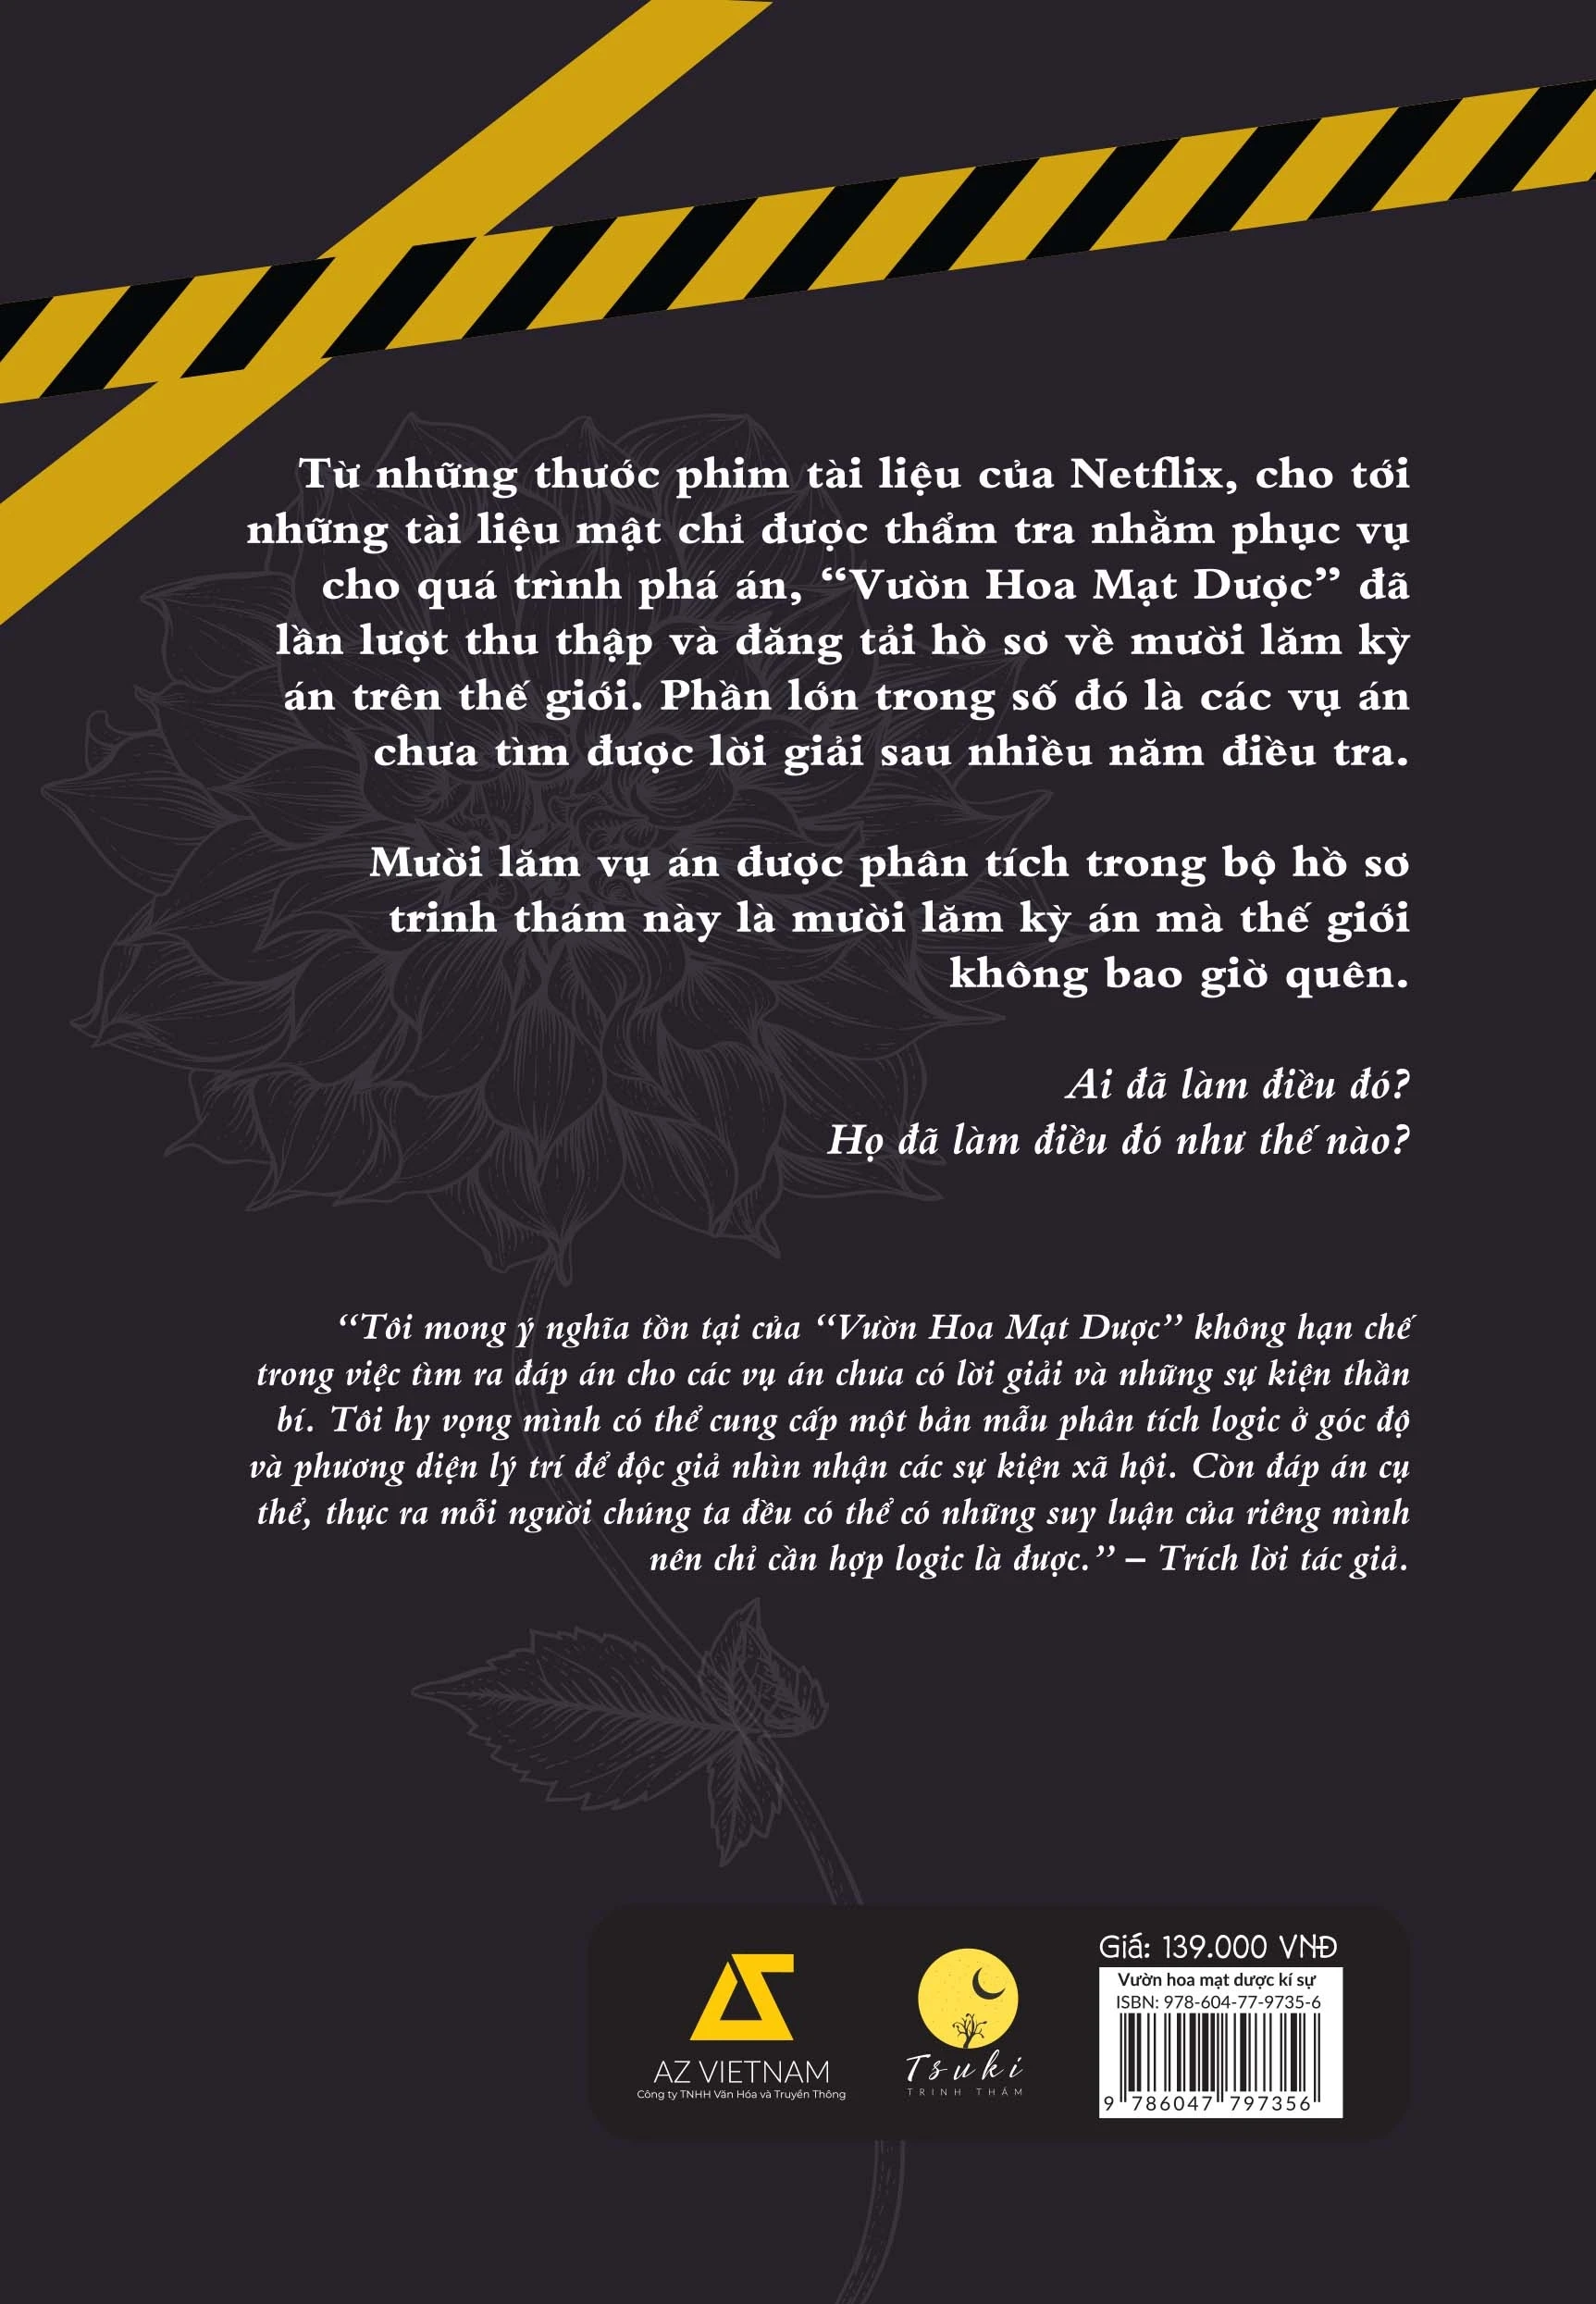 Từ những thước phim tài liệu của Netflix, cho tới
những tài liệu mật chỉ được thẩm tra nhằm phục vụ
cho quá trình phá án, “Vườn Hoa Mạt Dược” đã
lần lượt thu thập và đăng tải hồ sơ về mười lăm kỳ
án trên thế giới. Phần lớn trong số đó là các vụ án
chưa tìm được lời giải sau nhiều năm điều tra.
Mười lăm vụ án được phân tích trong bộ hồ sơ
trinh thám này là mười lăm kỳ án mà thế giới
không bao giờ quên.
Ai đã làm điều đó?
Họ đã làm điều đó như thế nào?
“Tôi mong ý nghĩa tồn tại của “Vườn Hoa Mạt Dược” không hạn chế
trong việc tìm ra đáp án cho các vụ án chưa có lời giải và những sự kiện thần
bí. Tôi hy vọng mình có thể cung cấp một bản mẫu phân tích logic ở góc độ
và phương diện lý trí để độc giả nhìn nhận các sự kiện xã hội. Còn đáp án cụ
thể, thực ra mỗi người chúng ta đều có thể có những suy luận của riêng mình
nên chỉ cần hợp logic là được.” – Trích lời tác giả.
AZ VIETNAM
Công ty TNHH Văn Hóa và Truyền Thông
Tsuki
TRINH THÁM
Giá: 139.000 VNĐ
Vườn hoa mạt dược kí sự
ISBN: 978-604-77-9735-6
9 786047 797356